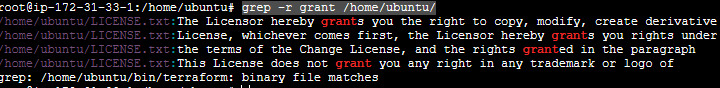 root@ip-172-31-33-1:/home/ubuntu# grep -r grant /home/ubuntu/
/home/ubuntu/LICENSE.txt:The Licensor hereby grants you the right to copy, modify, create derivative
/home/ubuntu/LICENSE.txt:License, whichever comes first, the Licensor hereby grants you rights under
/home/ubuntu/LICENSE.txt:the terms of the Change License, and the rights granted in the paragraph
/home/ubuntu/LICENSE.txt:This License does not grant you any right in any trademark or logo of
grep: /home/ubuntu/bin/terraform: binary file matches